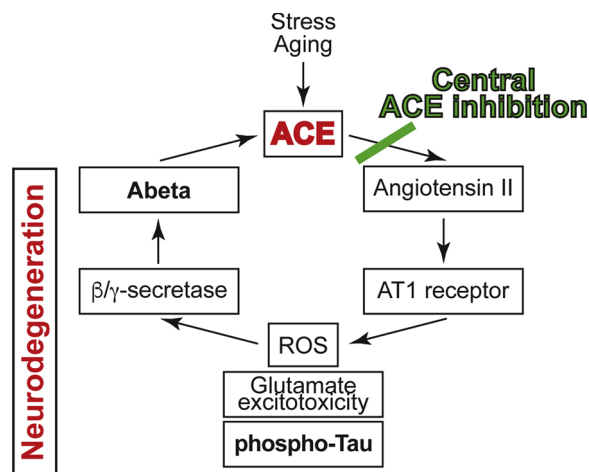 Stress
Aging
Central
ACE inhibition
ACE
Abeta
Angiotensin II
Neurodegeneration
β/γ-secretase
AT1 receptor
ROS
Glutamate
excitotoxicity
phospho-Tau